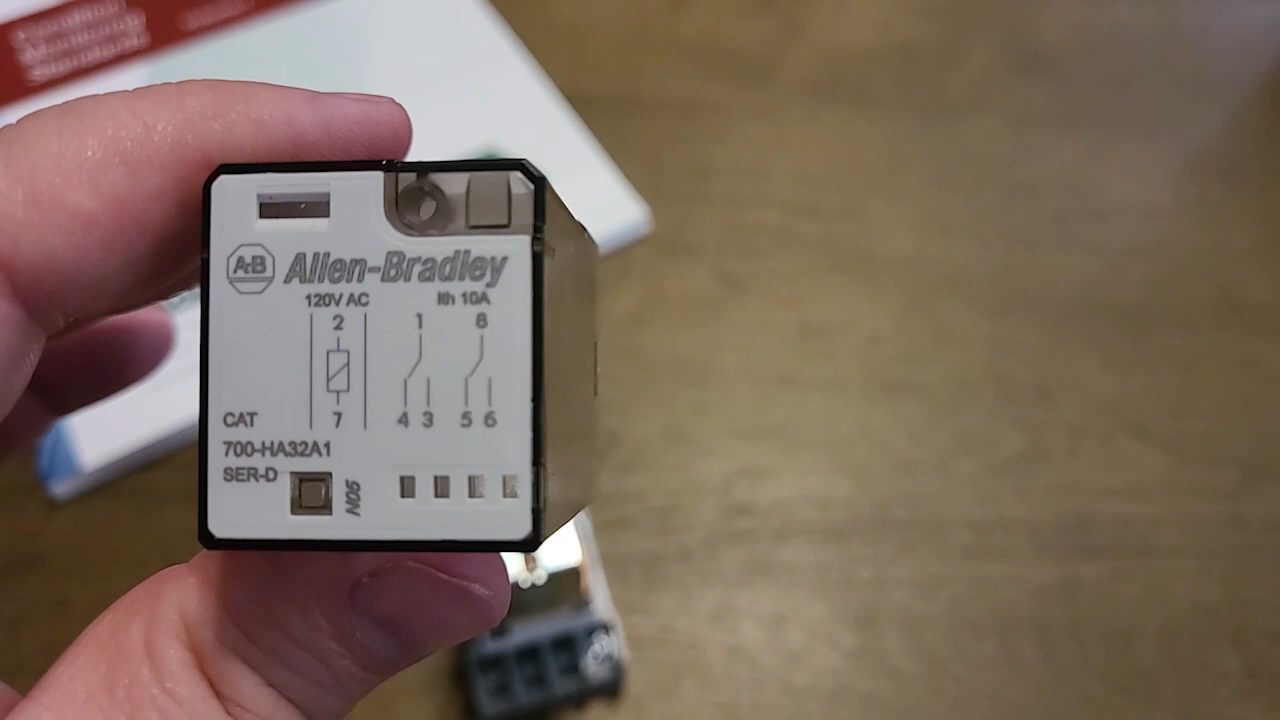 A-B Allen-Bradley
120V AC Ith 10A
2 1 8
7 4 3 5 6
CAT
700-HA32A1
SER-D
N05